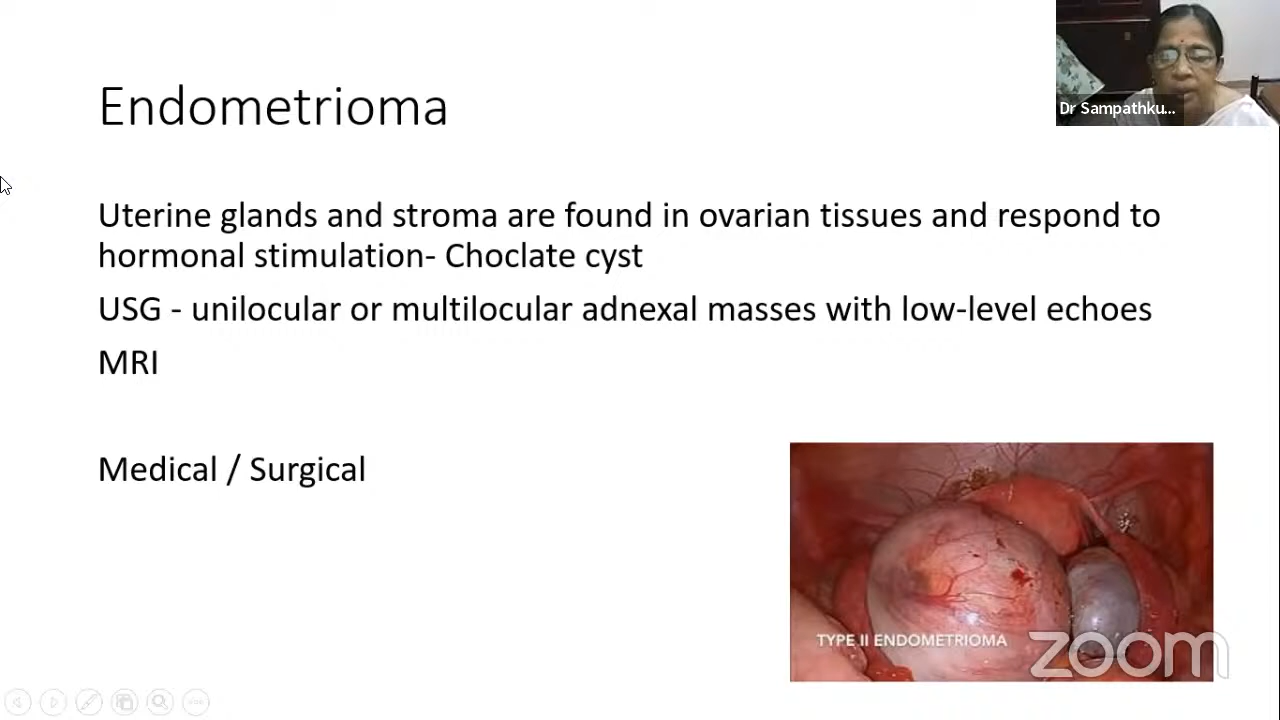 Endometrioma
Dr Sampathku...
Uterine glands and stroma are found in ovarian tissues and respond to
hormonal stimulation- Choclate cyst
USG - unilocular or multilocular adnexal masses with low-level echoes
MRI
Medical / Surgical
TYPE II ENDOMETRIOMA
zoom